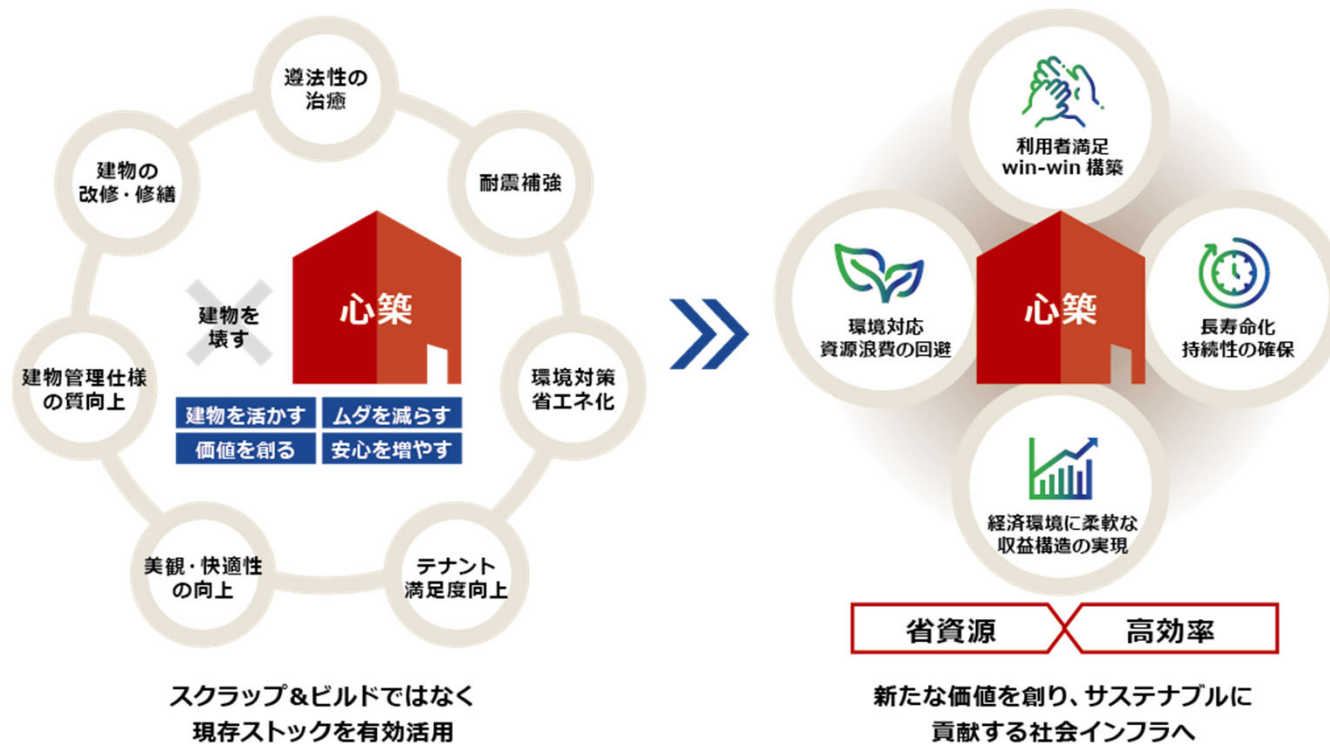 遵法性の
治癒
建物の
改修・修繕
耐震補強
建物を
壊す
心築
建物管理仕様
の質向上
環境対策
省エネ化
建物を活かす
ムダを減らす
価値を創る
安心を増やす
美観・快適性
の向上
テナント
満足度向上
スクラップ&ビルドではなく
現存ストックを有効活用
利用者満足
win-win 構築
環境対応
資源浪費の回避
心築
長寿命化
持続性の確保
経済環境に柔軟な
収益構造の実現
省資源
高効率
新たな価値を創り、サステナブルに
貢献する社会インフラへ